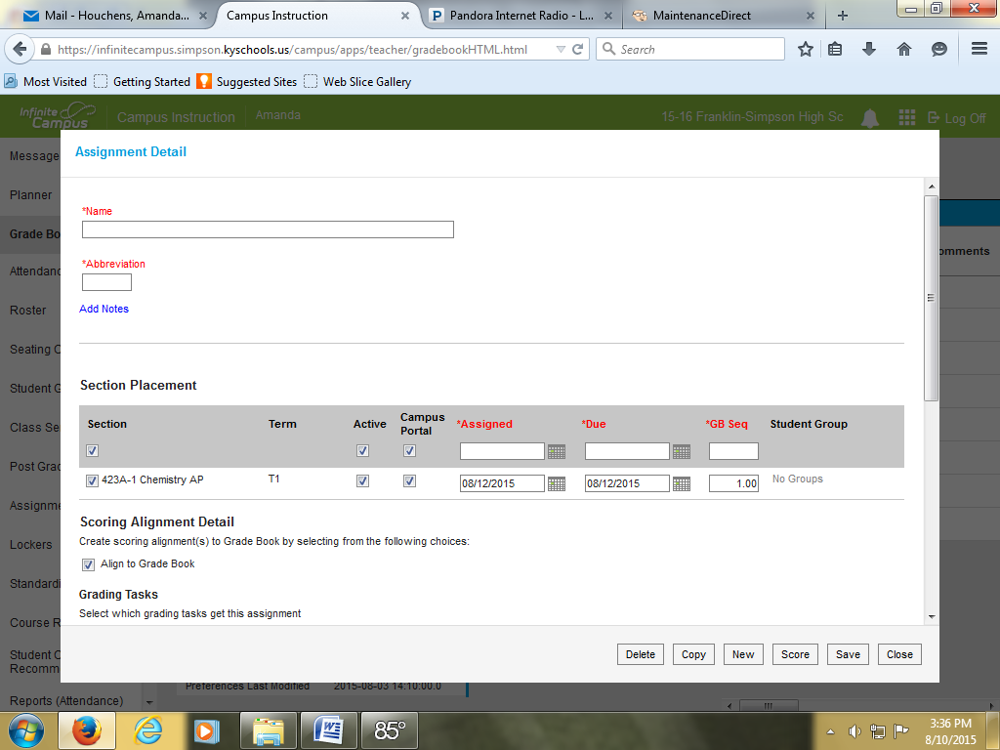 Mail - Houchens, Amanda...
Campus Instruction
Pandora Internet Radio - L...
MaintenanceDirect
https://infinitecampus.simpson.kyschools.us/campus/apps/teacher/gradebookHTML.html
Search
Most Visited
Getting Started
Suggested Sites
Web Slice Gallery
Infinite Campus
Campus Instruction
Amanda
15-16 Franklin-Simpson High Sc
Log Off
Message
Planner
Grade Bo
Attendanc
Roster
Seating C
Student G
Class Se
Post Grad
Assignme
Lockers
Standardi
Course R
Student C
Recomm
Reports (Attendance)
omments
Assignment Detail
*Name
*Abbreviation
Add Notes
Section Placement
Section Term Active Campus Portal *Assigned *Due *GB Seq Student Group
423A-1 Chemistry AP T1 08/12/2015 08/12/2015 1.00 No Groups
Scoring Alignment Detail
Create scoring alignment(s) to Grade Book by selecting from the following choices:
Align to Grade Book
Grading Tasks
Select which grading tasks get this assignment
Delete Copy New Score Save Close
Preferences Last Modified 2015-08-03 14:10:00.0
85°
3:36 PM
8/10/2015